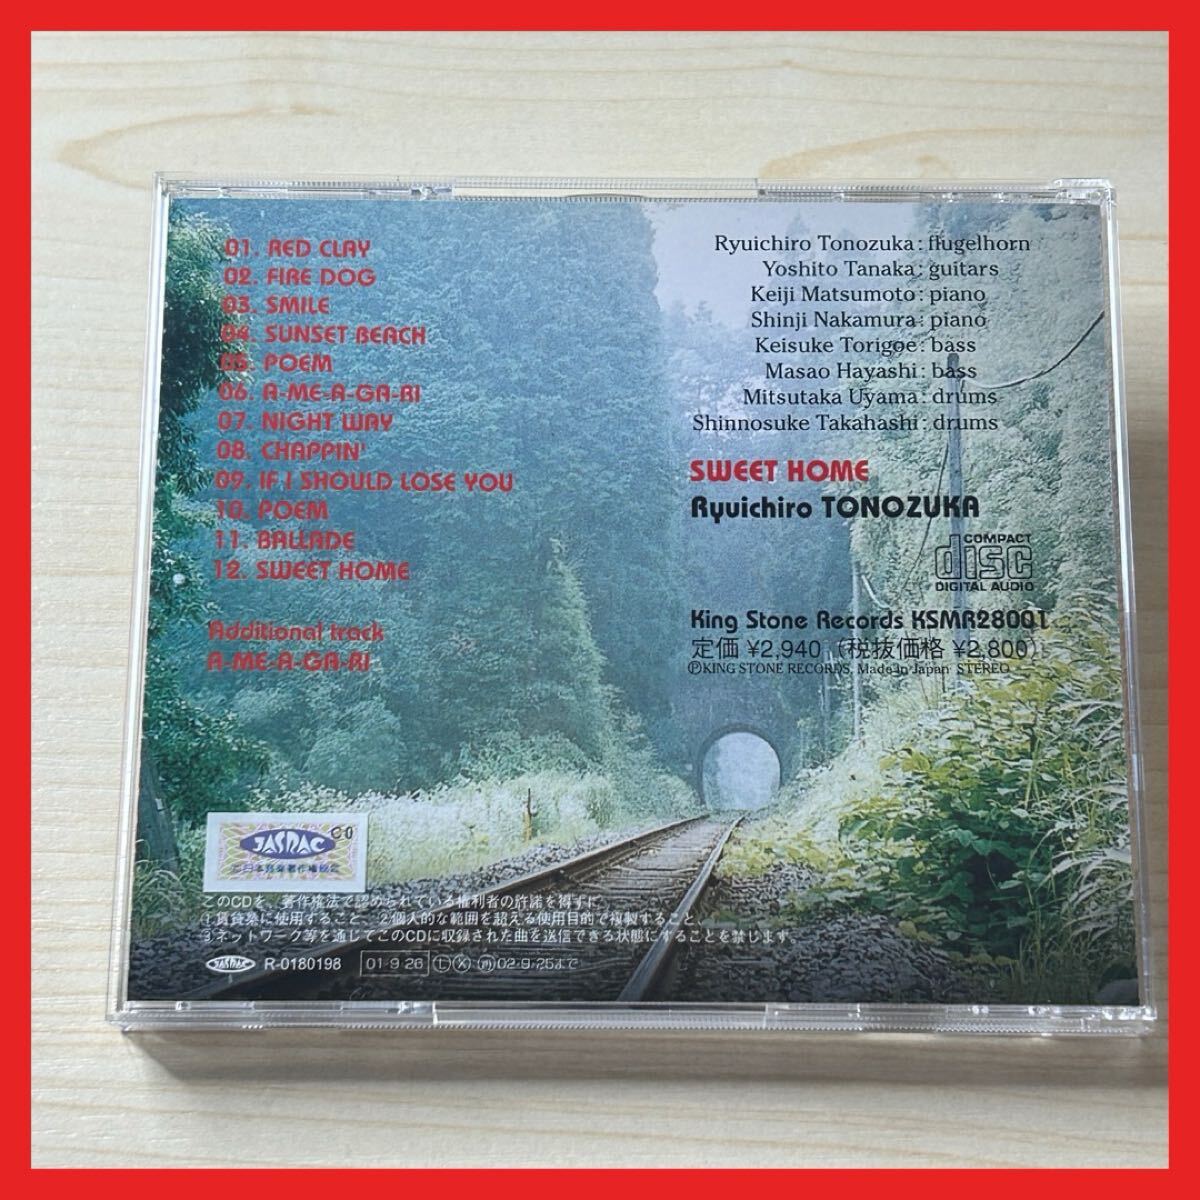 01. RED CLAY
02. FIRE DOG
03. SMILE
04. SUNSET BEACH
05. POEM
06. A-ME-A-GA-RI
07. NIGHT WAY
08. CHAPPIN'
09. IF I SHOULD LOSE YOU
10. POEM
11. BALLADE
12. SWEET HOME
Additional track
A-ME-A-GA-RI
Ryuichiro Tonozuka: flugelhorn
Yoshito Tanaka: guitars
Keiji Matsumoto: piano
Shinji Nakamura: piano
Keisuke Torigoe: bass
Masao Hayashi: bass
Mitsutaka Uyama: drums
Shinnosuke Takahashi: drums
SWEET HOME
Ryuichiro TONOZUKA
COMPACT
disc
DIGITAL AUDIO
King Stone Records KSMR28001
定価 ¥2,940 (税抜価格 ¥2,800)
ⓅKING STONE RECORDS, Made in Japan STEREO
JASRAC
このCDを、著作権法で認められている権利者の許諾を得ずに、
①賃貸業に使用すること、②個人的な範囲を超える使用目的で複製すること、
③ネットワーク等を通じてこのCDに収録された曲を送信できる状態にすることを禁じます。
JASRAC R-0180198 01・9・26 Ⓛ Ⓧ 02・9・25まで